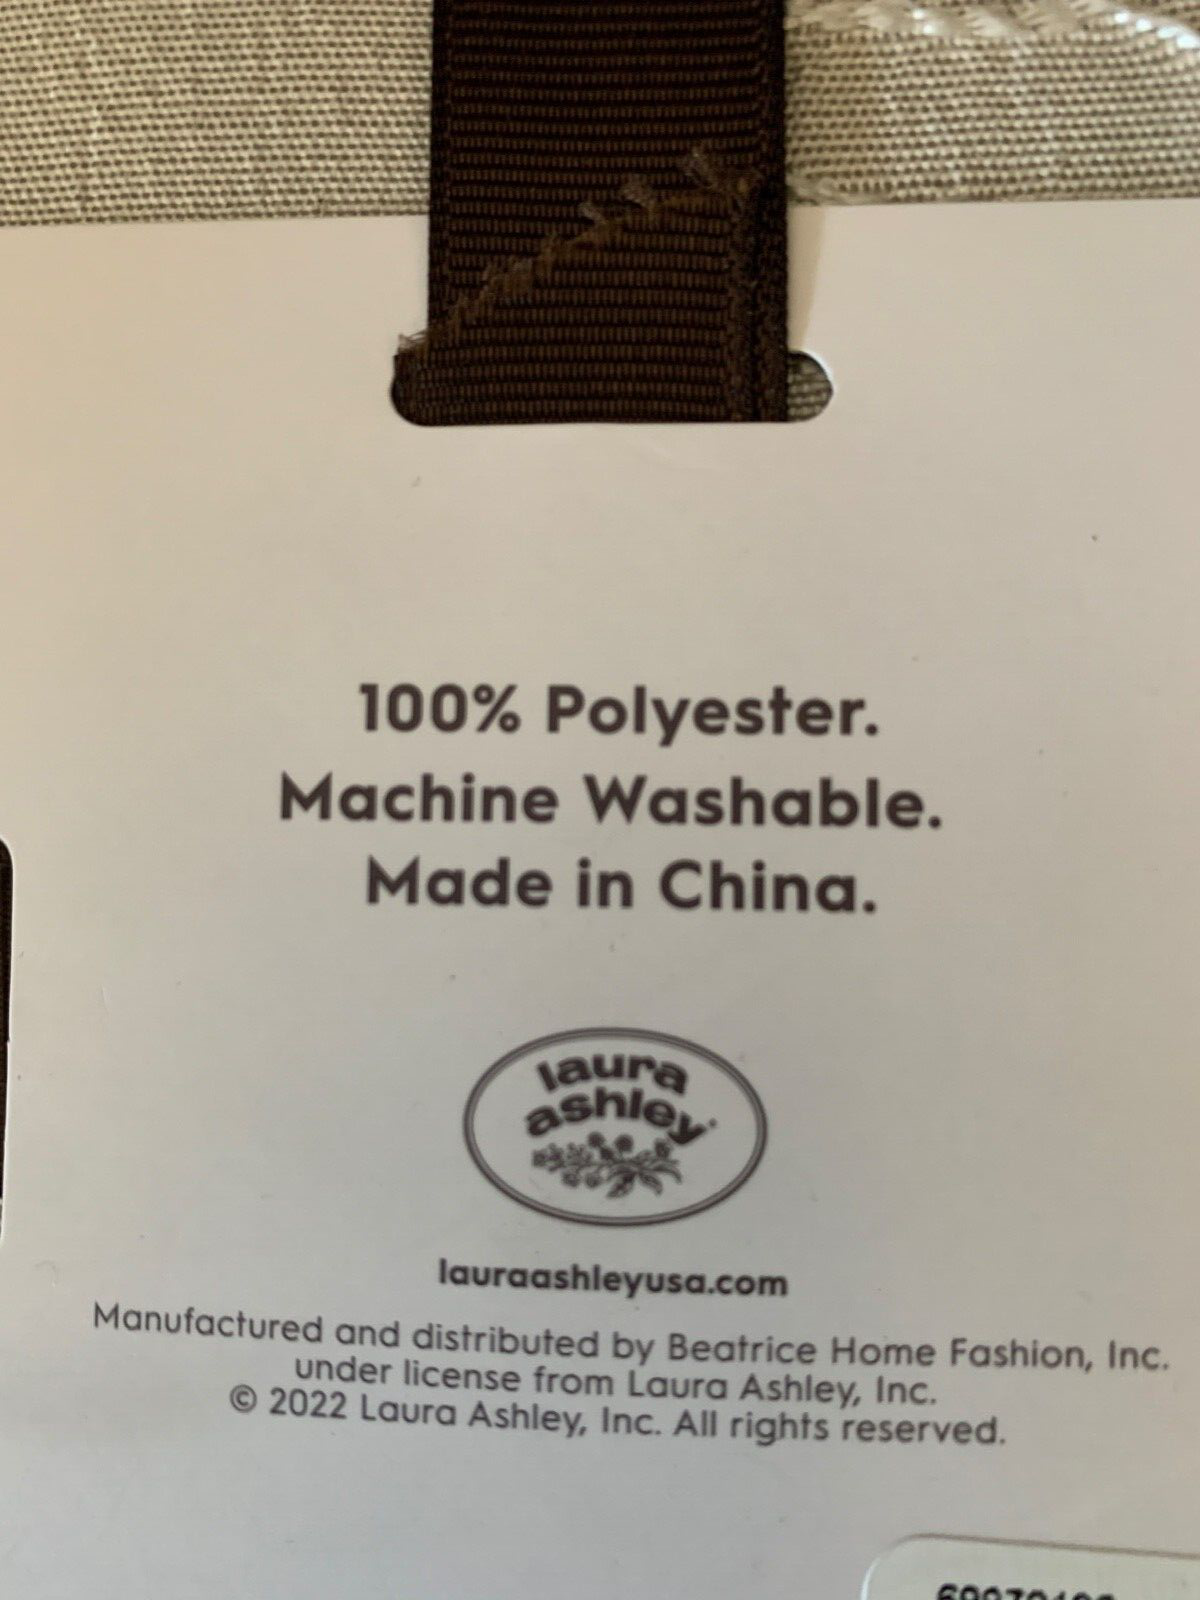 100% Polyester.
Machine Washable.
Made in China.
laura
ashley
lauraashleyusa.com
Manufactured and distributed by Beatrice Home Fashion, Inc.
under license from Laura Ashley, Inc.
© 2022 Laura Ashley, Inc. All rights reserved.